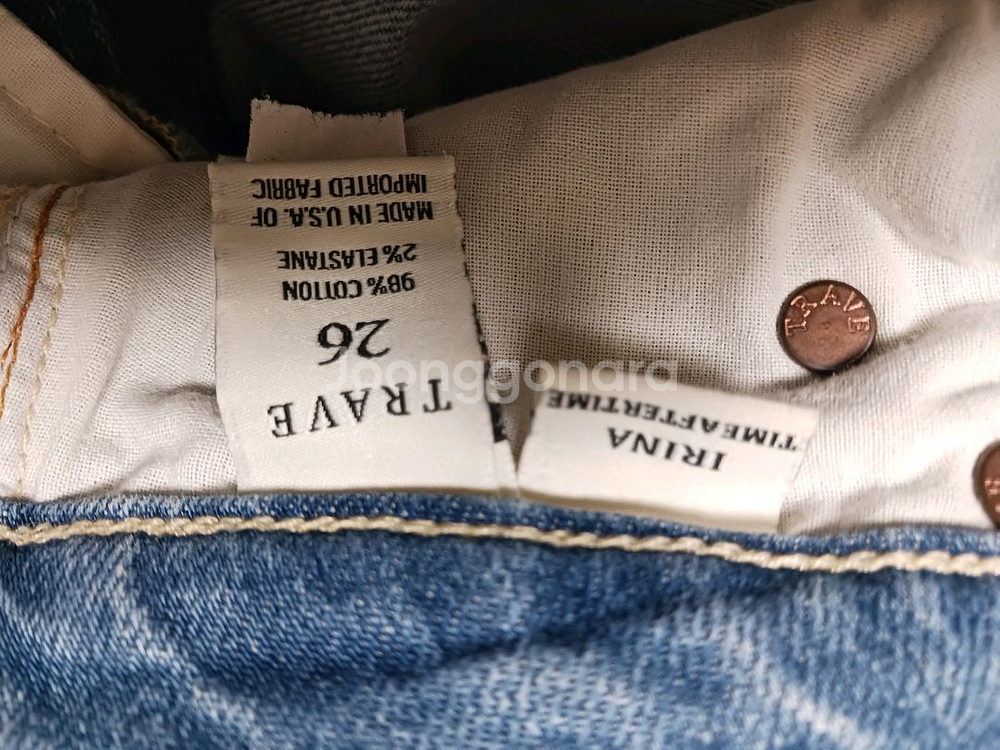 TRAVE
26
98% COTTON
2% ELASTANE
MADE IN U.S.A. OF
IMPORTED FABRIC
IRINA
TIMEAFTERTIME
TRAVE
Joonggonara